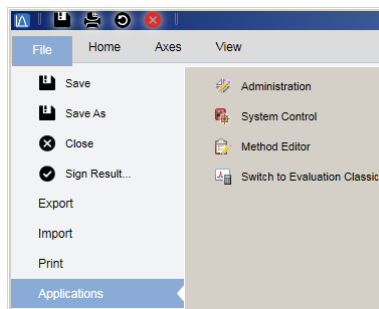 File Home Axes View
Save
Save As
Close
Sign Result...
Export
Import
Print
Applications
Administration
System Control
Method Editor
Switch to Evaluation Classic